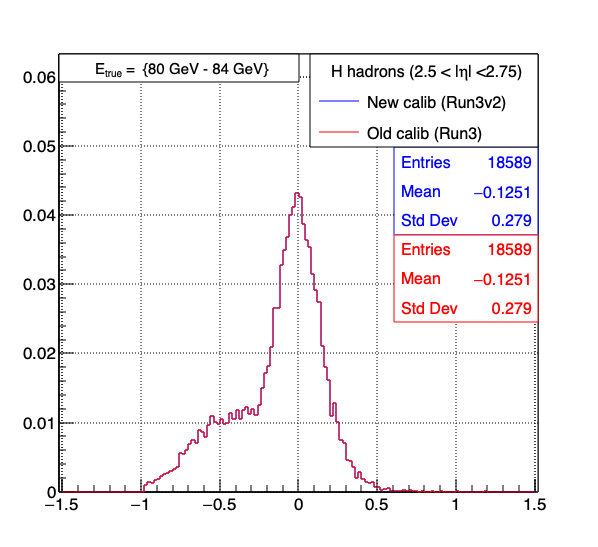 E_true = {80 GeV - 84 GeV}
H hadrons (2.5 < |η| <2.75)
New calib (Run3v2)
Old calib (Run3)
Entries 18589
Mean −0.1251
Std Dev 0.279
Entries 18589
Mean −0.1251
Std Dev 0.279
0.06
0.05
0.04
0.03
0.02
0.01
0
−1.5 −1 −0.5 0 0.5 1 1.5